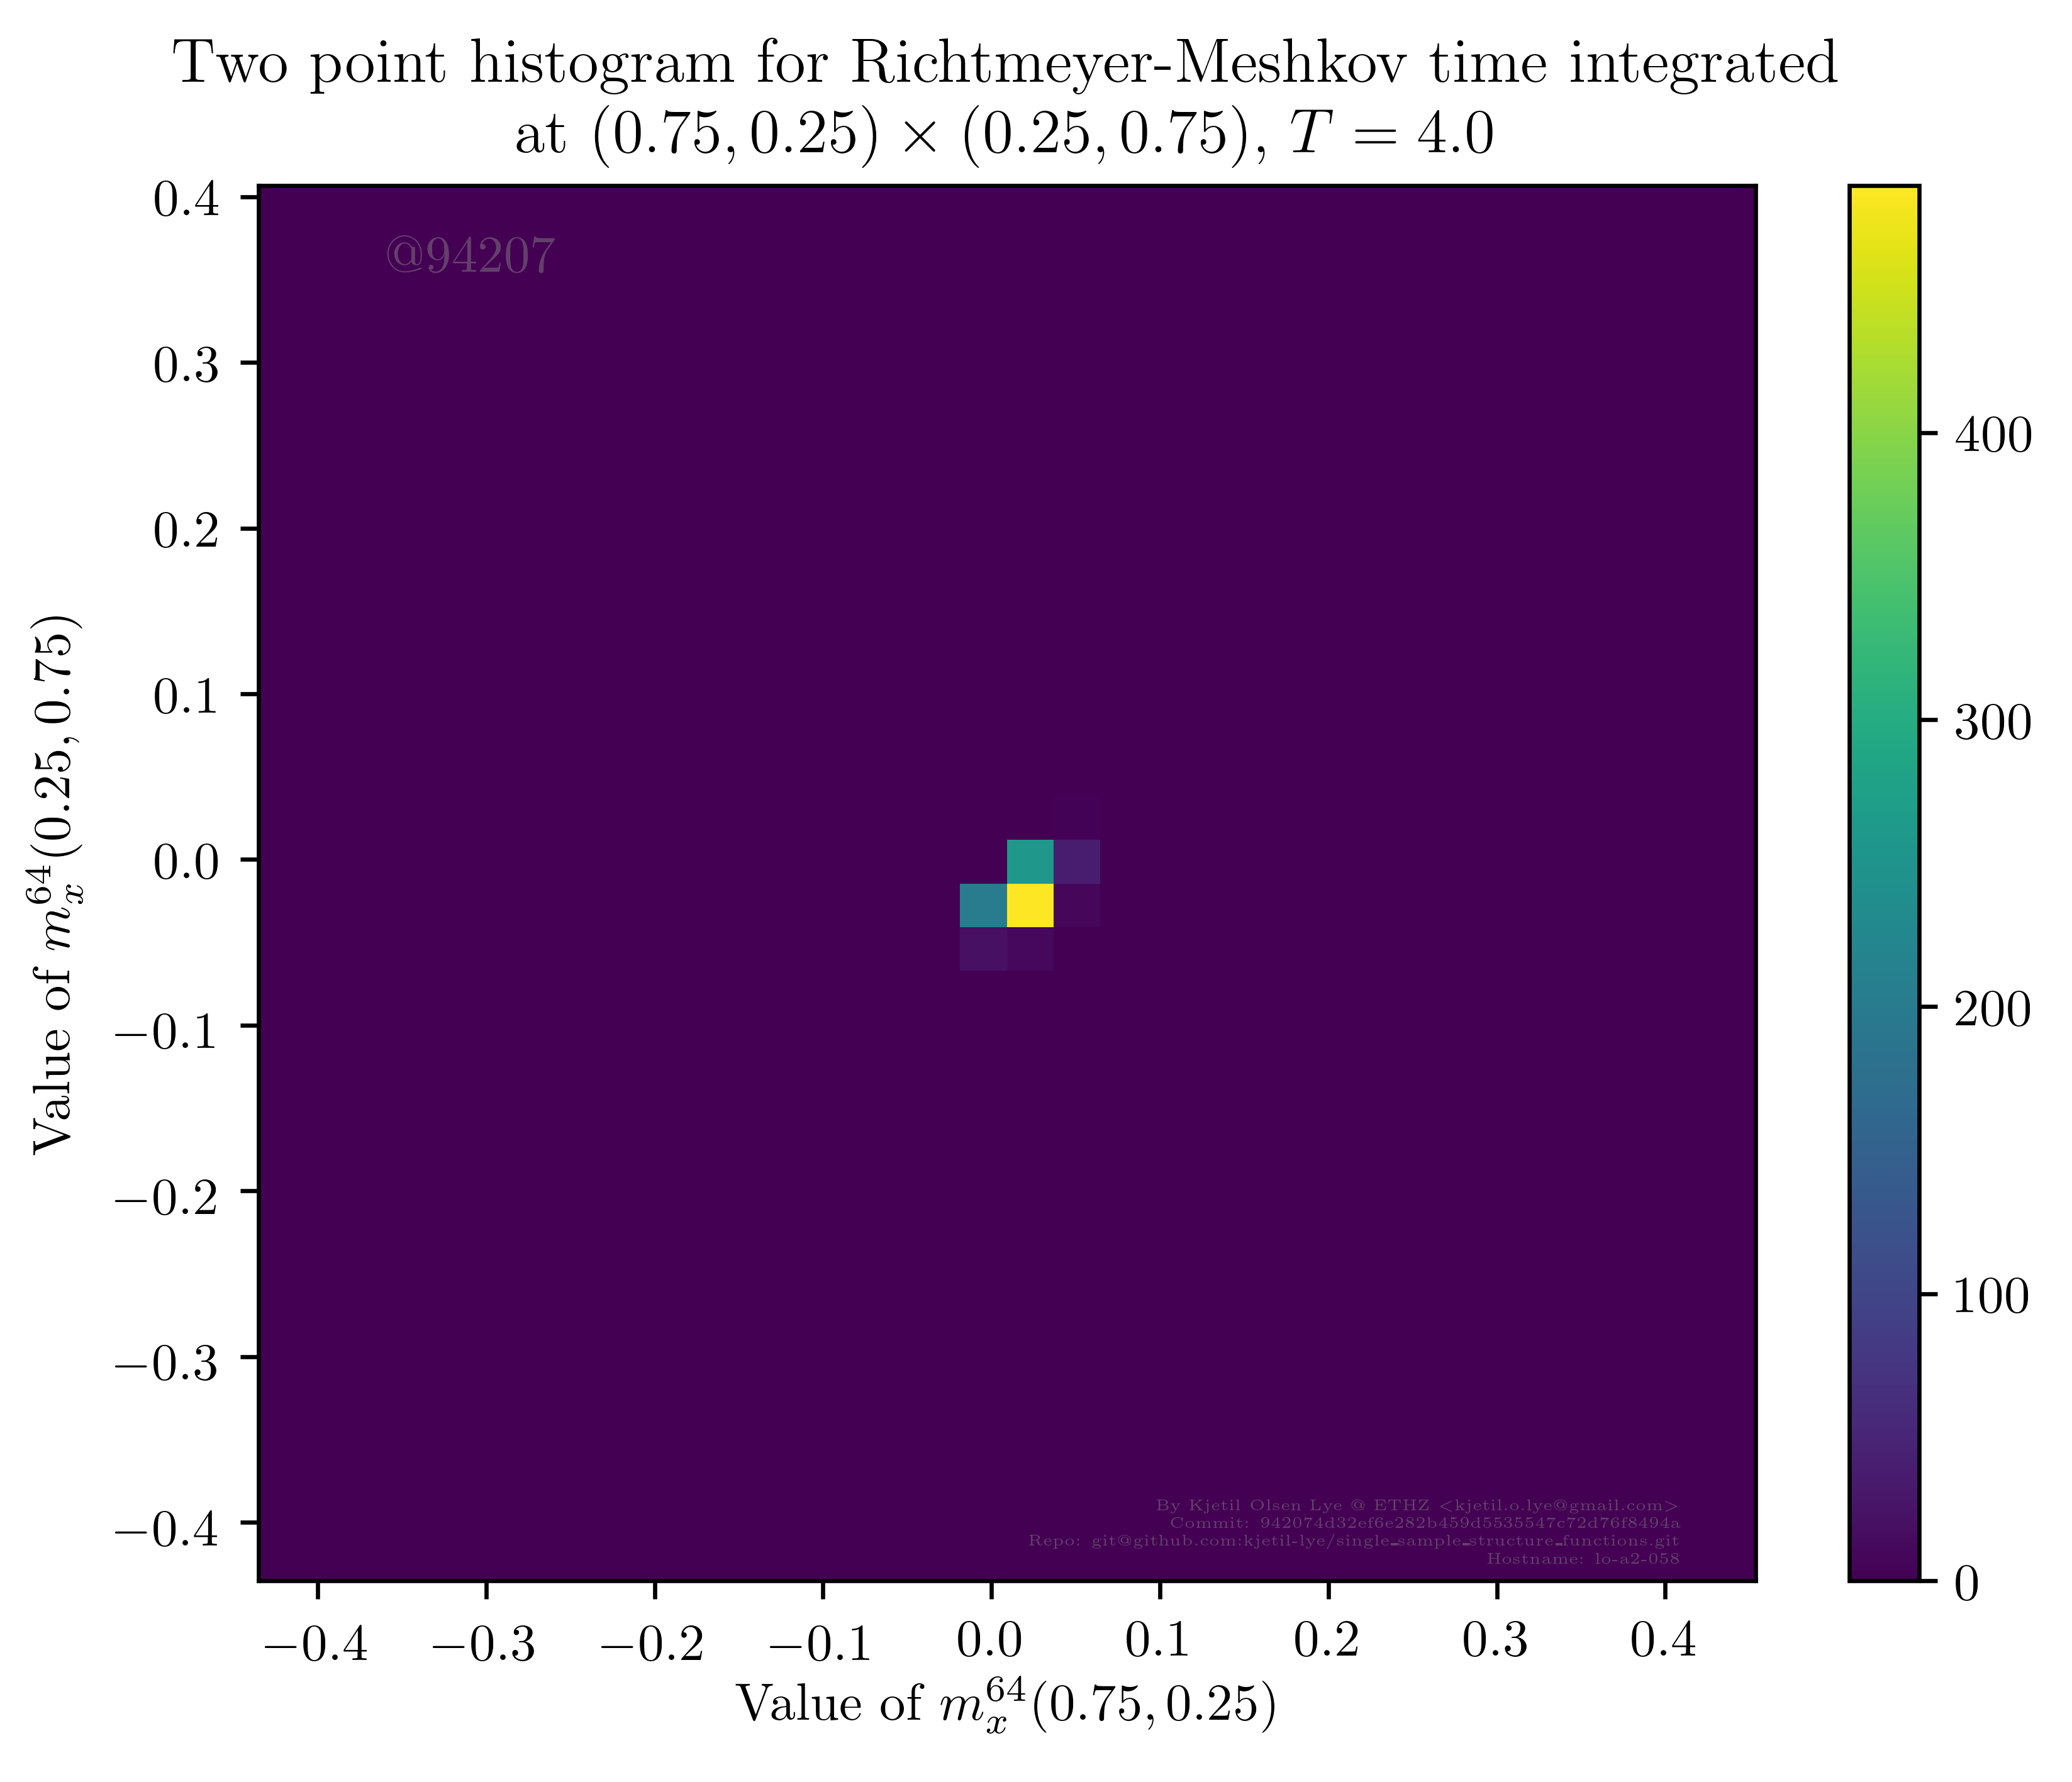 Two point histogram for Richtmeyer-Meshkov time integrated
at (0.75, 0.25) × (0.25, 0.75), T = 4.0
@94207
0.4
0.3
0.2
0.1
0.0
−0.1
−0.2
−0.3
−0.4
Value of m_x^64(0.25, 0.75)
−0.4 −0.3 −0.2 −0.1 0.0 0.1 0.2 0.3 0.4
Value of m_x^64(0.75, 0.25)
400
300
200
100
0
By Kjetil Olsen Lye @ ETHZ <kjetil.o.lye@gmail.com>
Commit: 942074d32ef6e282b459d5535547c72d76f8494a
Repo: git@github.com:kjetil-lye/single_sample_structure_functions.git
Hostname: lo-a2-058